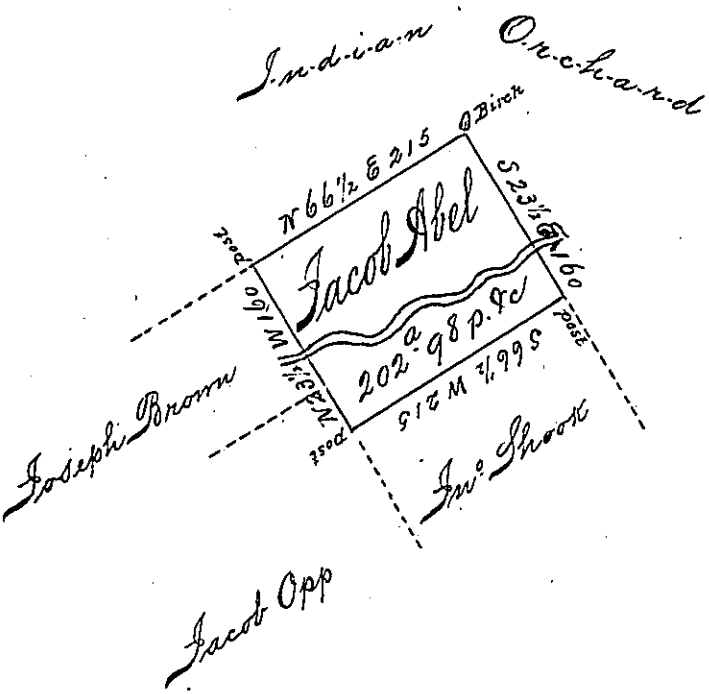 Indian Orchard
Birch
N 66½ E 215
S 23½ E 160
post
Jacob Abel
N 23½ W 160
202ᵃ 98 p. &c
post
S 66½ W 215
post
Joseph Brown
Jnº Shook
Jacob Opp